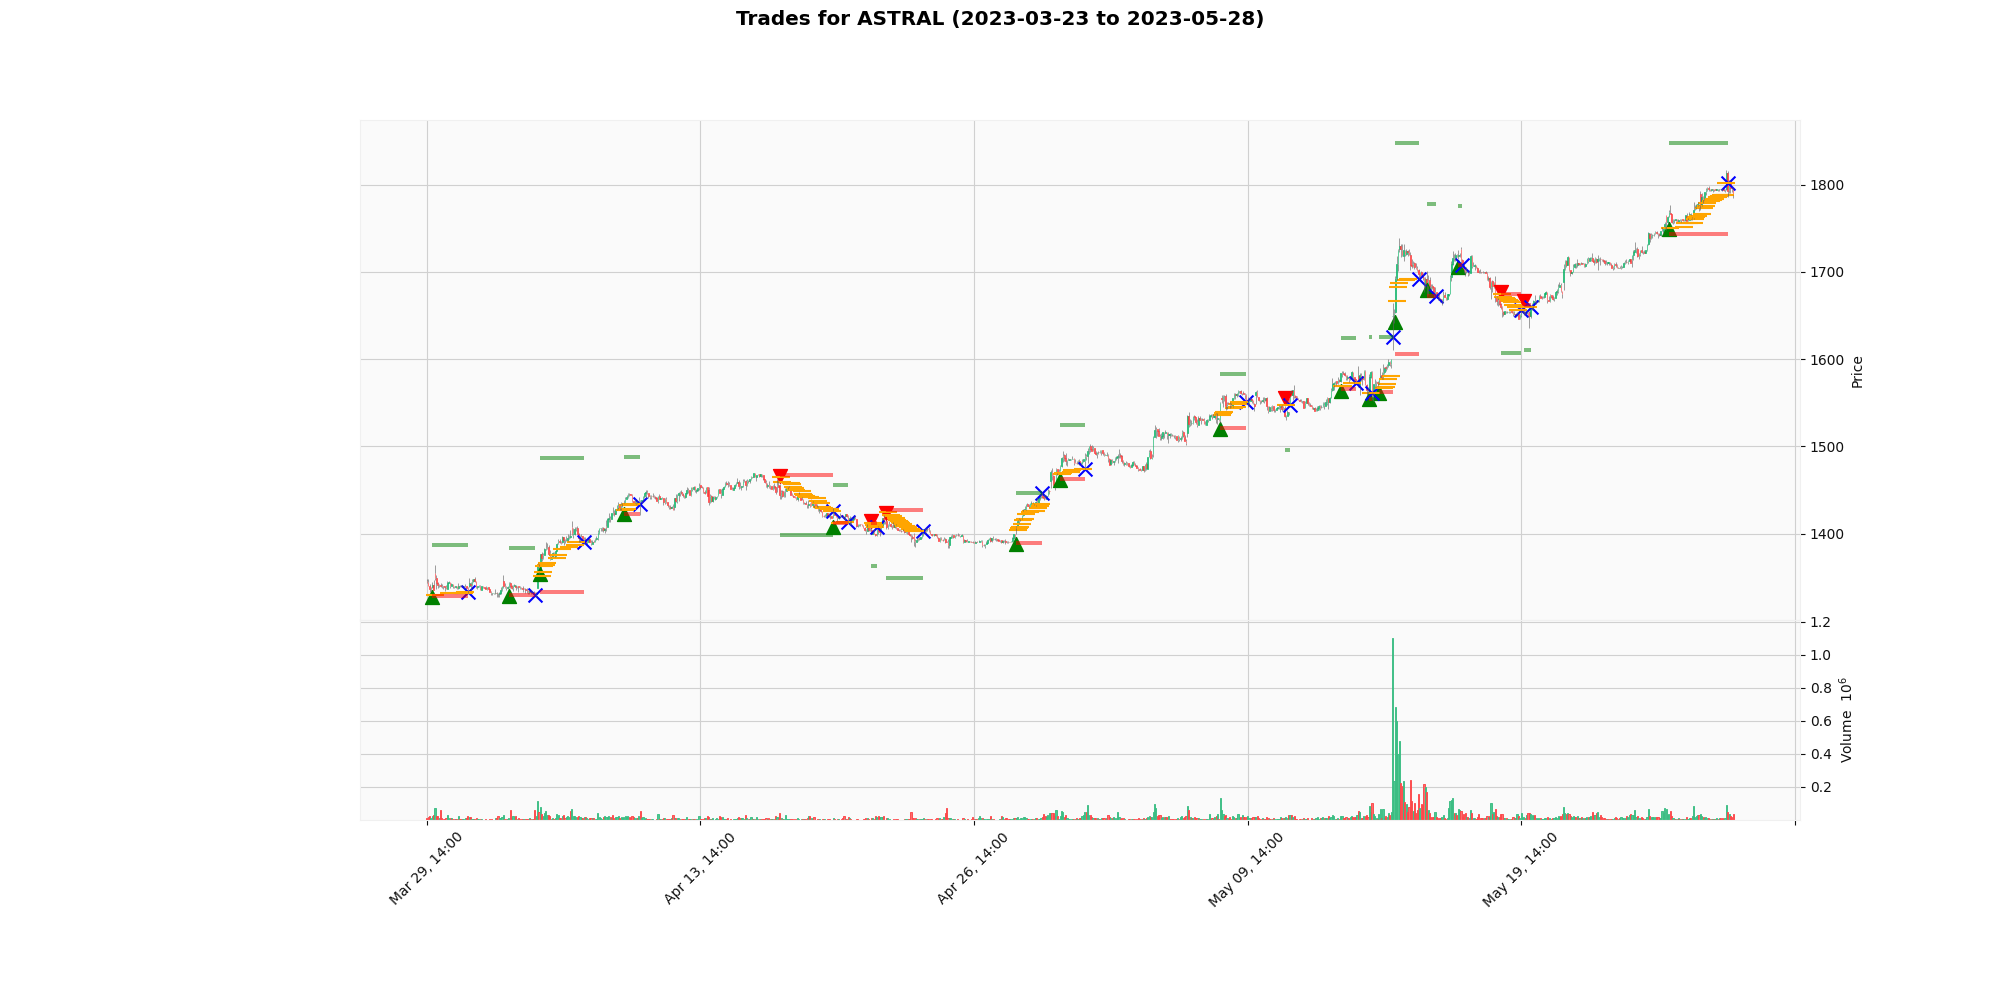 Trades for ASTRAL (2023-03-23 to 2023-05-28)
1800
1700
1600
1500
1400
Price
1.2
1.0
0.8
0.6
0.4
0.2
Volume 10⁶
Mar 29, 14:00
Apr 13, 14:00
Apr 26, 14:00
May 09, 14:00
May 19, 14:00